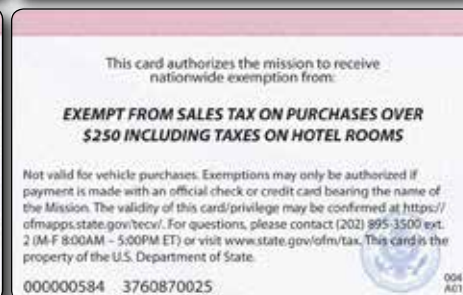 This card authorizes the mission to receive
nationwide exemption from:
EXEMPT FROM SALES TAX ON PURCHASES OVER
$250 INCLUDING TAXES ON HOTEL ROOMS
Not valid for vehicle purchases. Exemptions may only be authorized if
payment is made with an official check or credit card bearing the name of
the Mission. The validity of this card/privilege may be confirmed at https://
ofmapps.state.gov/tecv/. For questions, please contact (202) 895-3500 ext.
2 (M-F 8:00AM – 5:00PM ET) or visit www.state.gov/ofm/tax. This card is the
property of the U.S. Department of State.
000000584 3760870025
004
A01